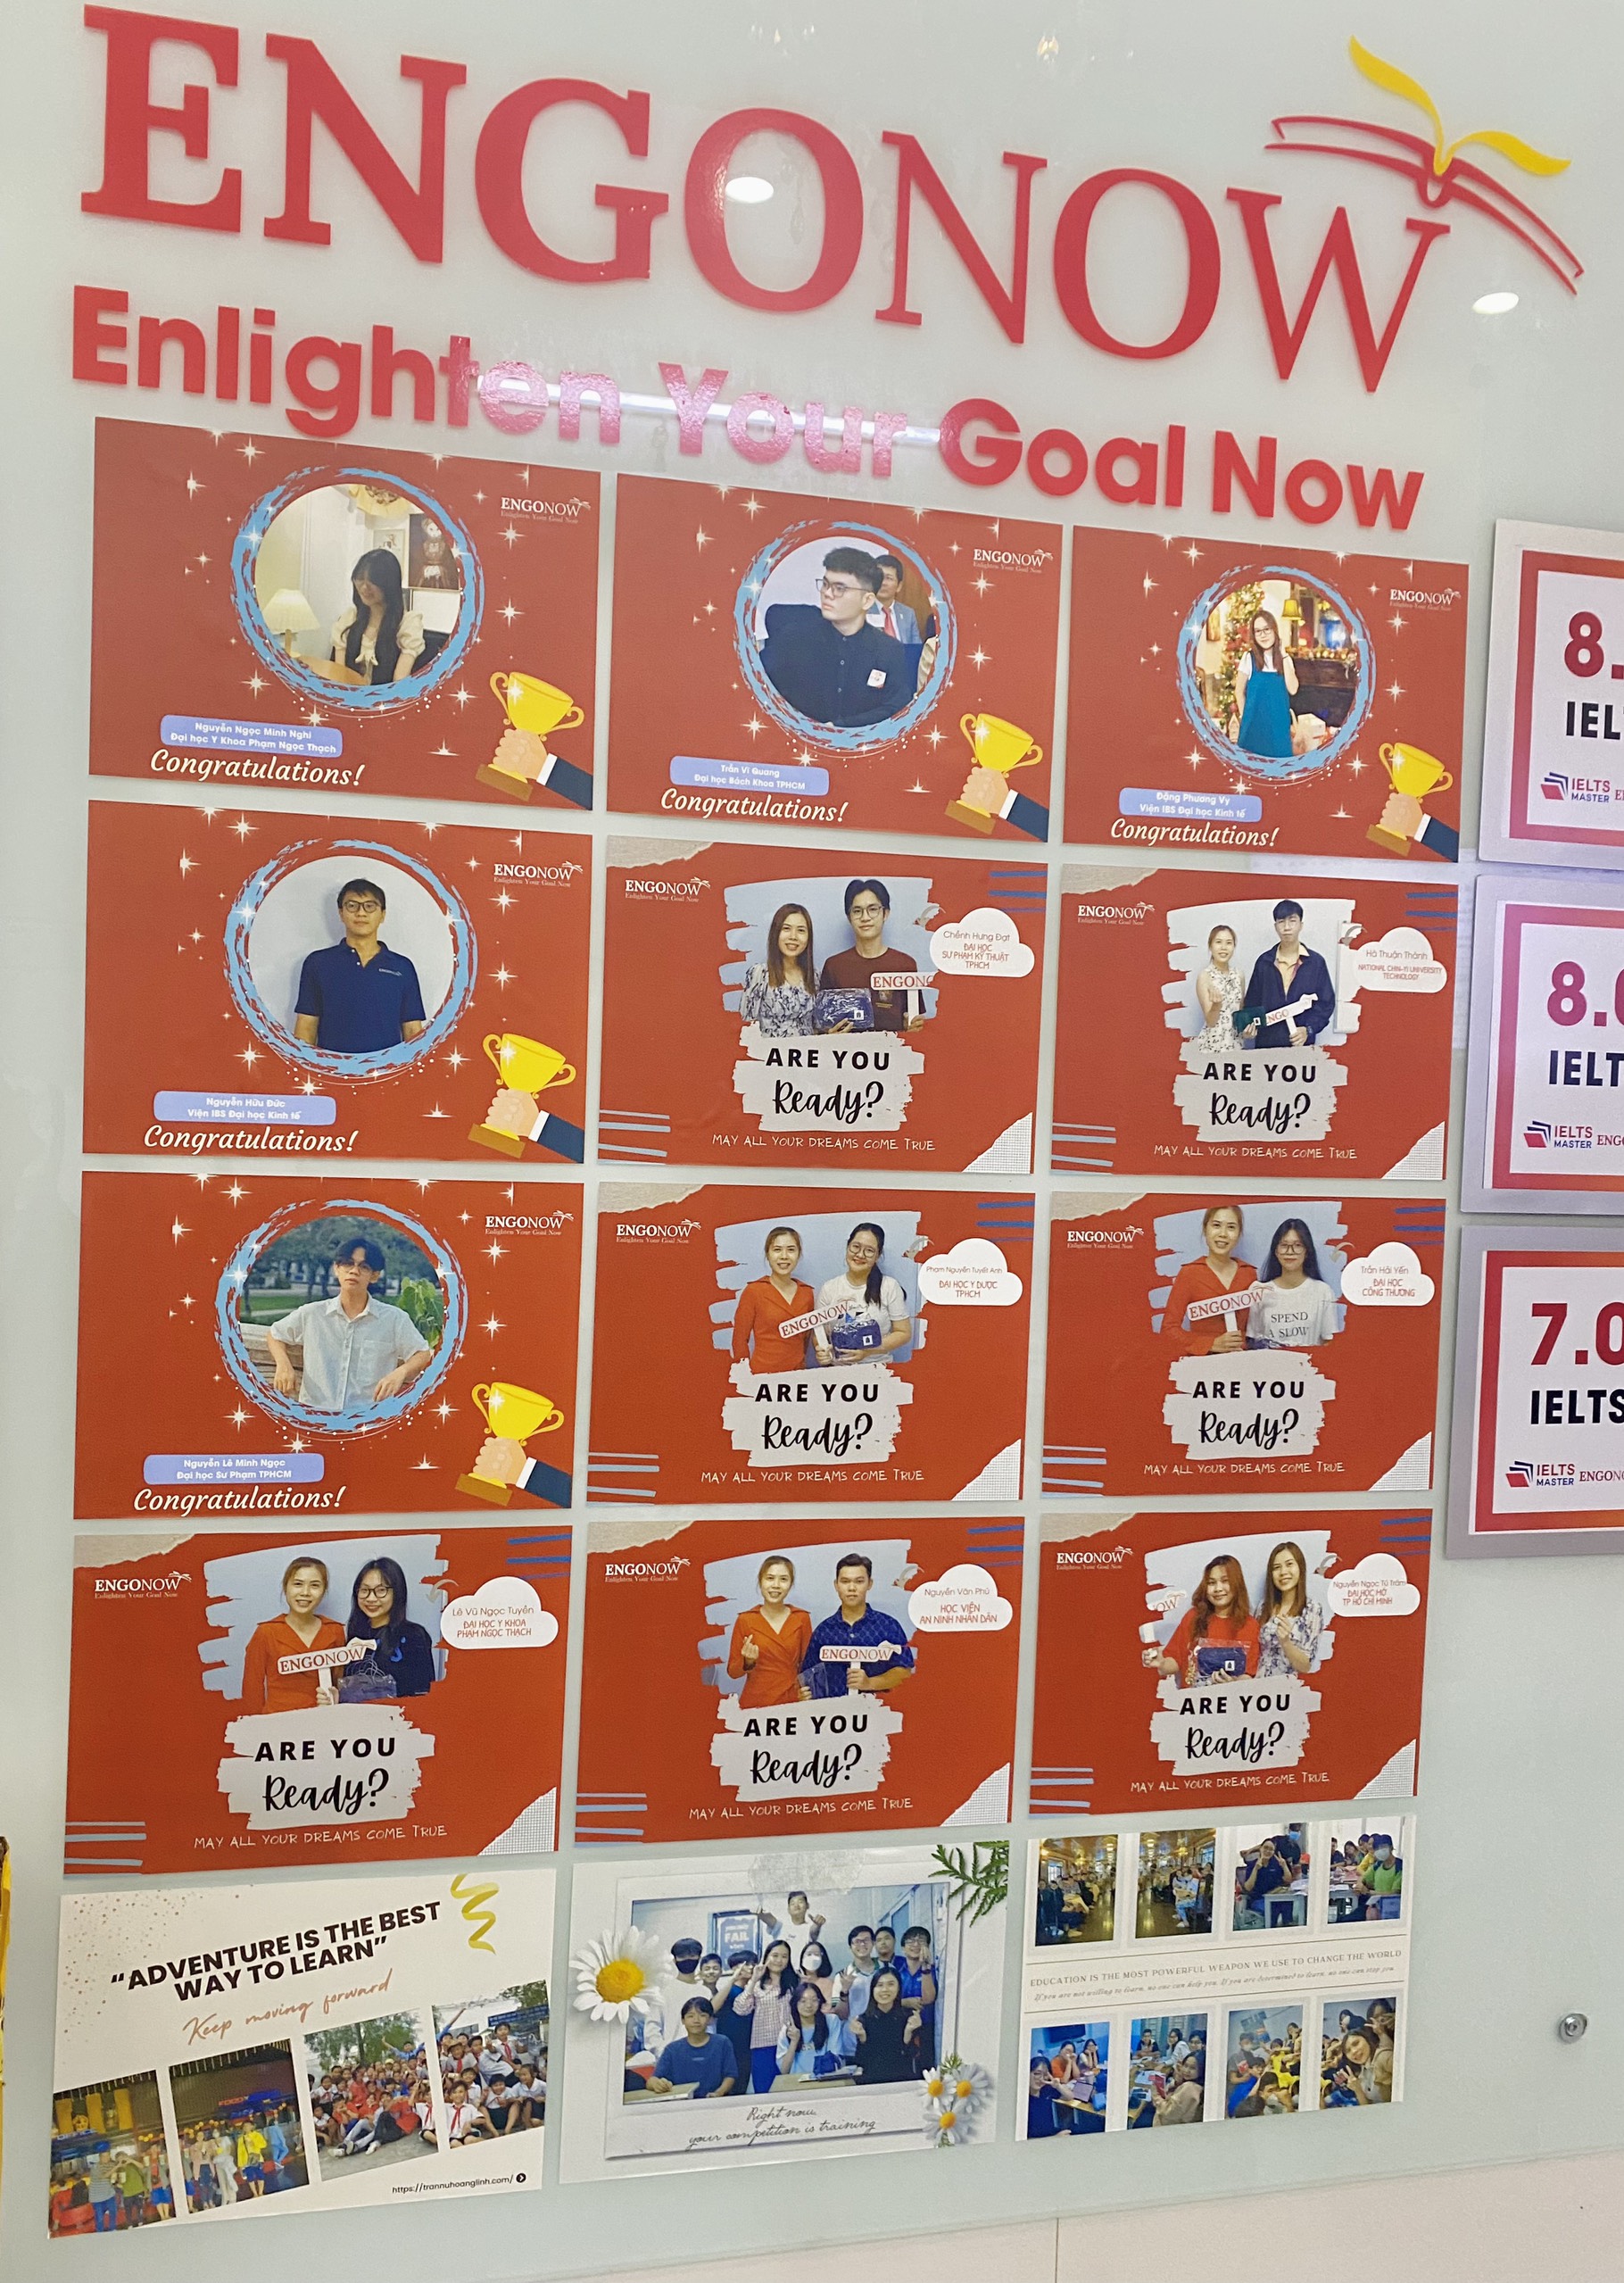 ENGONOW
Enlighten Your Goal Now
ENGONOW
Enlighten Your Goal Now
Nguyễn Ngọc Minh Nghi
Đại học Y Khoa Phạm Ngọc Thạch
Congratulations!
ENGONOW
Enlighten Your Goal Now
Trần Vi Quang
Đại học Bách Khoa TPHCM
Congratulations!
ENGONOW
Enlighten Your Goal Now
Đặng Phương Vy
Viện IBS Đại học Kinh tế
Congratulations!
8.
IEL
IELTS
MASTER
ENGONOW
Enlighten Your Goal Now
Nguyễn Hữu Đức
Viện IBS Đại học Kinh tế
Congratulations!
ENGONOW
Enlighten Your Goal Now
Chềnh Hưng Đạt
ĐẠI HỌC
SƯ PHẠM KỸ THUẬT
TPHCM
ENGONO
ARE YOU
Ready?
MAY ALL YOUR DREAMS COME TRUE
ENGONOW
Enlighten Your Goal Now
Hà Thuận Thành
NATIONAL CHIN-YI UNIVERSITY
TECHNOLOGY
NGO
ARE YOU
Ready?
MAY ALL YOUR DREAMS COME TRUE
8.0
IELT
IELTS
MASTER
ENGO
ENGONOW
Enlighten Your Goal Now
Nguyễn Lê Minh Ngọc
Đại học Sư Phạm TPHCM
Congratulations!
ENGONOW
Enlighten Your Goal Now
Phạm Nguyễn Tuyết Anh
ĐẠI HỌC Y DƯỢC
TPHCM
ENGONOW
ARE YOU
Ready?
MAY ALL YOUR DREAMS COME TRUE
ENGONOW
Enlighten Your Goal Now
Trần Hải Yến
ĐẠI HỌC
CÔNG THƯƠNG
ENGONOW
SPEND
A SLOW
ARE YOU
Ready?
MAY ALL YOUR DREAMS COME TRUE
7.0
IELTS
IELTS
MASTER
ENGONO
ENGONOW
Enlighten Your Goal Now
Lê Vũ Ngọc Tuyền
ĐẠI HỌC Y KHOA
PHẠM NGỌC THẠCH
ENGONOW
ARE YOU
Ready?
MAY ALL YOUR DREAMS COME TRUE
ENGONOW
Enlighten Your Goal Now
Nguyễn Văn Phú
HỌC VIỆN
AN NINH NHÂN DÂN
ENGONOW
ARE YOU
Ready?
MAY ALL YOUR DREAMS COME TRUE
ENGONOW
Enlighten Your Goal Now
Nguyễn Ngọc Tú Trâm
ĐẠI HỌC MỞ
TP HỒ CHÍ MINH
OW
ARE YOU
Ready?
MAY ALL YOUR DREAMS COME TRUE
"ADVENTURE IS THE BEST
WAY TO LEARN"
Keep moving forward
https://trannuhoanglinh.com/
FAIL
Right now,
your competition is training
EDUCATION IS THE MOST POWERFUL WEAPON WE USE TO CHANGE THE WORLD
If you are not willing to learn, no one can help you. If you are determined to learn, no one can stop you.